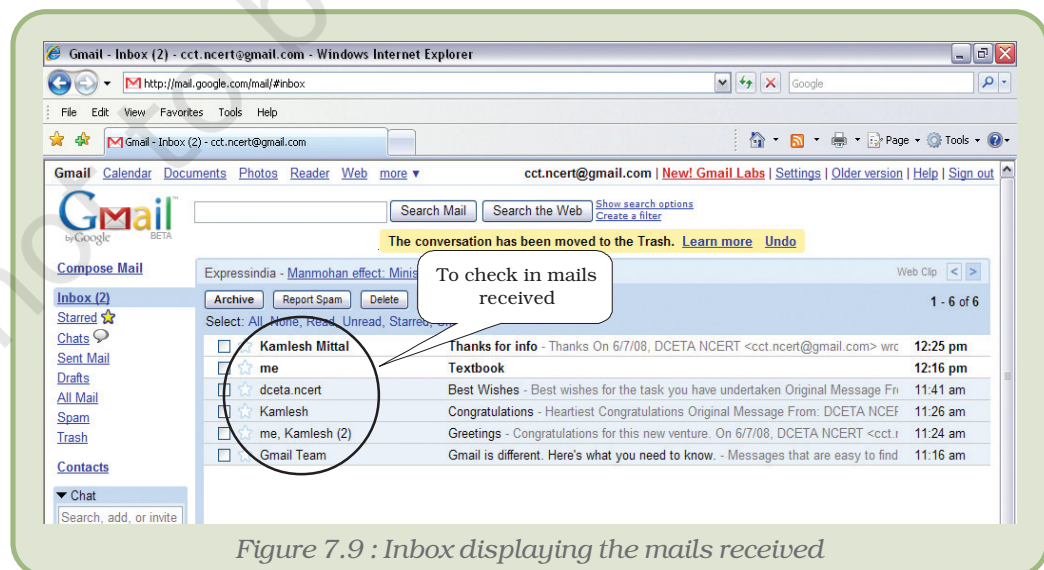 Gmail - Inbox (2) - cct.ncert@gmail.com - Windows Internet Explorer
http://mail.google.com/mail/#inbox Google
File Edit View Favorites Tools Help
Gmail - Inbox (2) - cct.ncert@gmail.com Page Tools
Gmail Calendar Documents Photos Reader Web more cct.ncert@gmail.com | New! Gmail Labs | Settings | Older version | Help | Sign out
Gmail by Google BETA
Search Mail Search the Web Show search options
Create a filter
The conversation has been moved to the Trash. Learn more Undo
Compose Mail
Inbox (2)
Starred
Chats
Sent Mail
Drafts
All Mail
Spam
Trash
Contacts
Chat
Search, add, or invite
Expressindia - Manmohan effect: Minis Web Clip < >
To check in mails
received
Archive Report Spam Delete 1 - 6 of 6
Select: All, None, Read, Unread, Starred,
Kamlesh Mittal Thanks for info - Thanks On 6/7/08, DCETA NCERT <cct.ncert@gmail.com> wrc 12:25 pm
me Textbook 12:16 pm
dceta.ncert Best Wishes - Best wishes for the task you have undertaken Original Message Fr 11:41 am
Kamlesh Congratulations - Heartiest Congratulations Original Message From: DCETA NCEF 11:26 am
me, Kamlesh (2) Greetings - Congratulations for this new venture. On 6/7/08, DCETA NCERT <cct.r 11:24 am
Gmail Team Gmail is different. Here's what you need to know. - Messages that are easy to find 11:16 am
Figure 7.9 : Inbox displaying the mails received
not to b